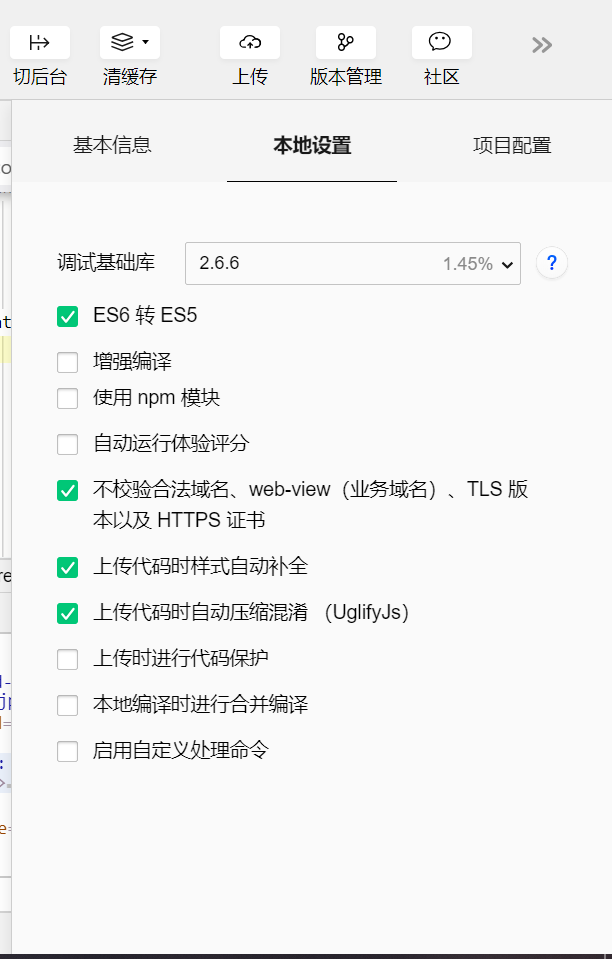 切后台 清缓存 上传 版本管理 社区
基本信息 本地设置 项目配置
调试基础库 2.6.6 1.45% ?
ES6 转 ES5
增强编译
使用 npm 模块
自动运行体验评分
不校验合法域名、web-view（业务域名）、TLS 版
本以及 HTTPS 证书
上传代码时样式自动补全
上传代码时自动压缩混淆 （UglifyJs）
上传时进行代码保护
本地编译时进行合并编译
启用自定义处理命令